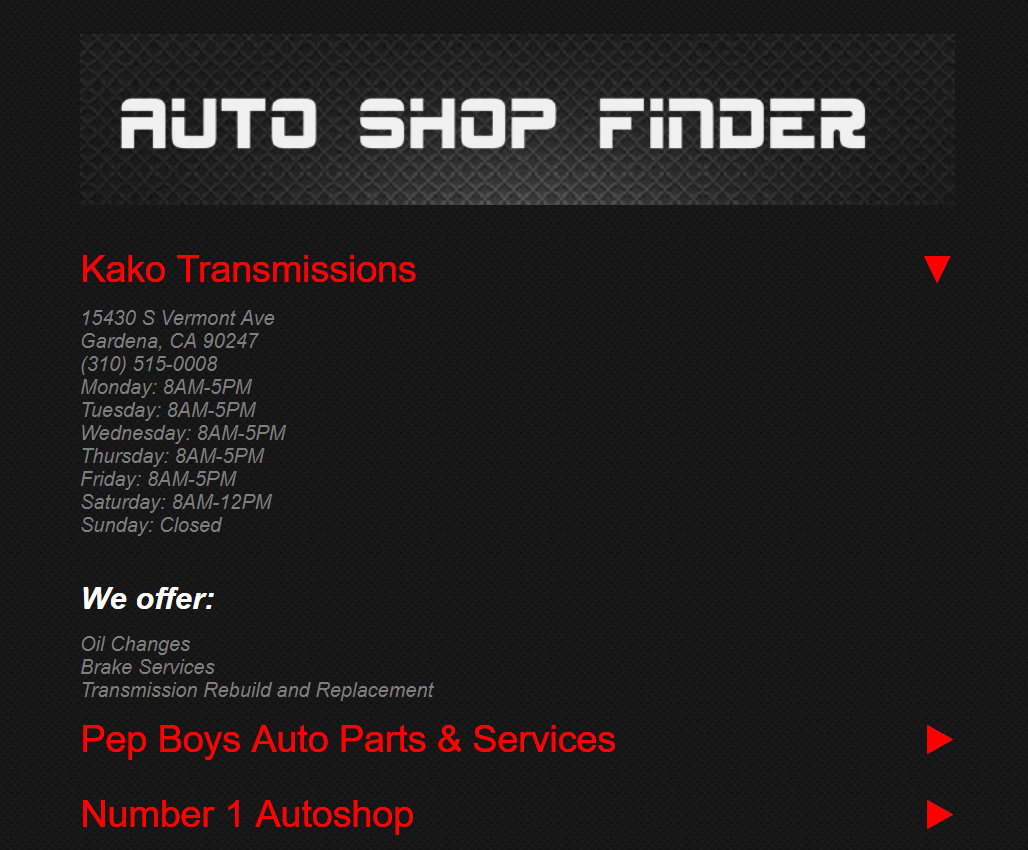 AUTO SHOP FINDER
Kako Transmissions
15430 S Vermont Ave
Gardena, CA 90247
(310) 515-0008
Monday: 8AM-5PM
Tuesday: 8AM-5PM
Wednesday: 8AM-5PM
Thursday: 8AM-5PM
Friday: 8AM-5PM
Saturday: 8AM-12PM
Sunday: Closed
We offer:
Oil Changes
Brake Services
Transmission Rebuild and Replacement
Pep Boys Auto Parts & Services
Number 1 Autoshop